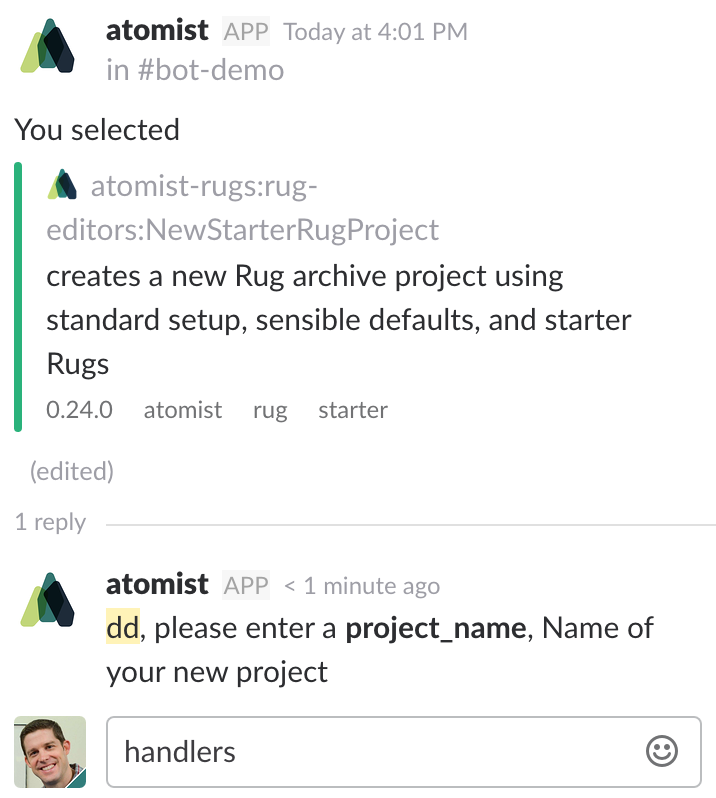 atomist APP Today at 4:01 PM
in #bot-demo
You selected
atomist-rugs:rug-
editors:NewStarterRugProject
creates a new Rug archive project using
standard setup, sensible defaults, and starter
Rugs
0.24.0 atomist rug starter
(edited)
1 reply
atomist APP < 1 minute ago
dd, please enter a project_name, Name of
your new project
handlers